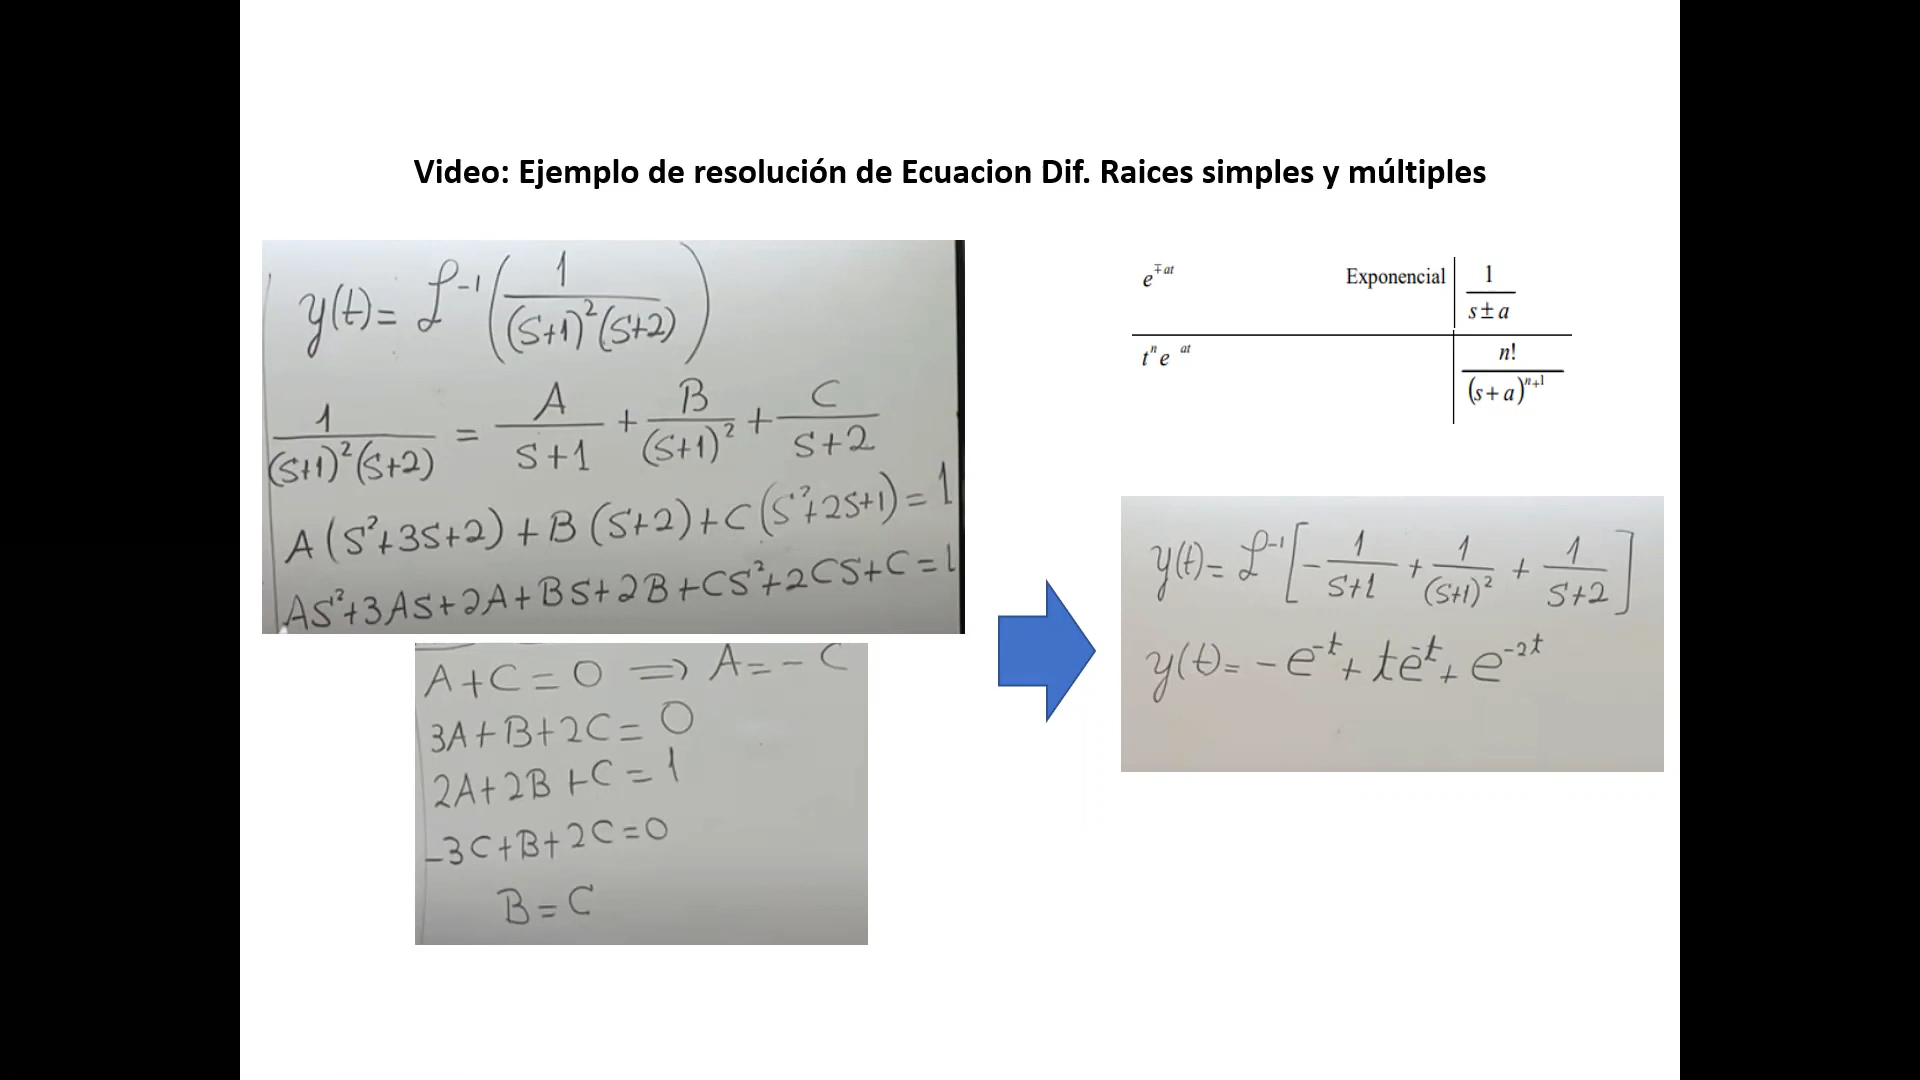 Video: Ejemplo de resolución de Ecuacion Dif. Raices simples y múltiples
y(t)= ℒ⁻¹(1/((S+1)²(S+2)))
1/((S+1)²(S+2)) = A/(S+1) + B/(S+1)² + C/(S+2)
A(S²+3S+2)+B(S+2)+C(S²+2S+1)=1
AS²+3AS+2A+BS+2B+CS²+2CS+C=1
A+C=0 ⟹ A=-C
3A+B+2C=0
2A+2B+C=1
-3C+B+2C=0
B=C
e^{∓at} Exponencial 1/(s±a)
tⁿe ^{at} n!/(s+a)^{n+1}
y(t)= ℒ⁻¹[-1/(S+1) + 1/(S+1)² + 1/(S+2)]
y(t)= -e^{-t} + te^{-t} + e^{-2t}